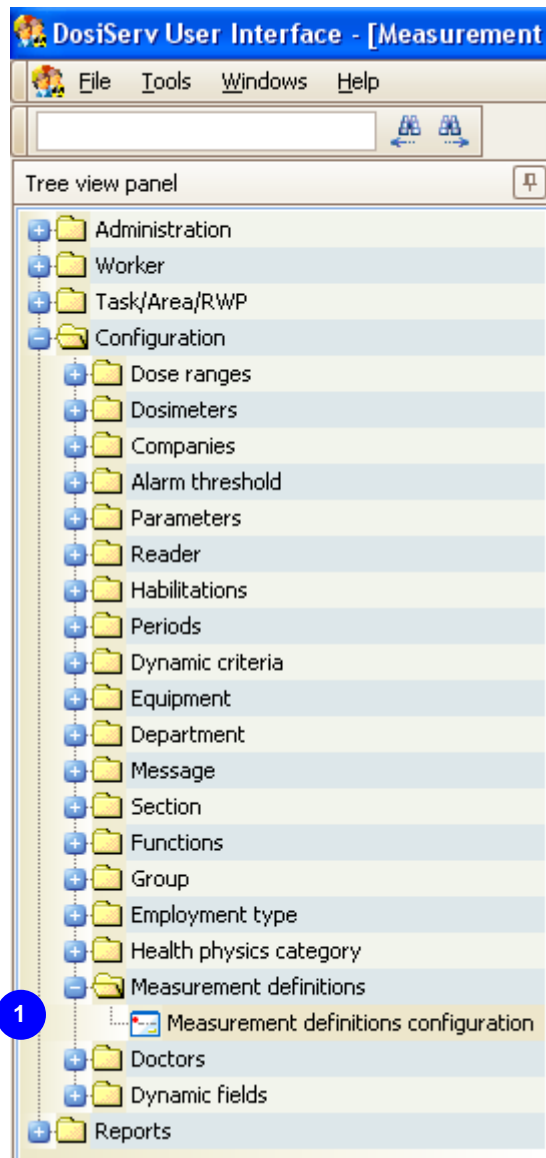 DosiServ User Interface - [Measurement
File Tools Windows Help
Tree view panel
Administration
Worker
Task/Area/RWP
Configuration
Dose ranges
Dosimeters
Companies
Alarm threshold
Parameters
Reader
Habilitations
Periods
Dynamic criteria
Equipment
Department
Message
Section
Functions
Group
Employment type
Health physics category
Measurement definitions
1 Measurement definitions configuration
Doctors
Dynamic fields
Reports